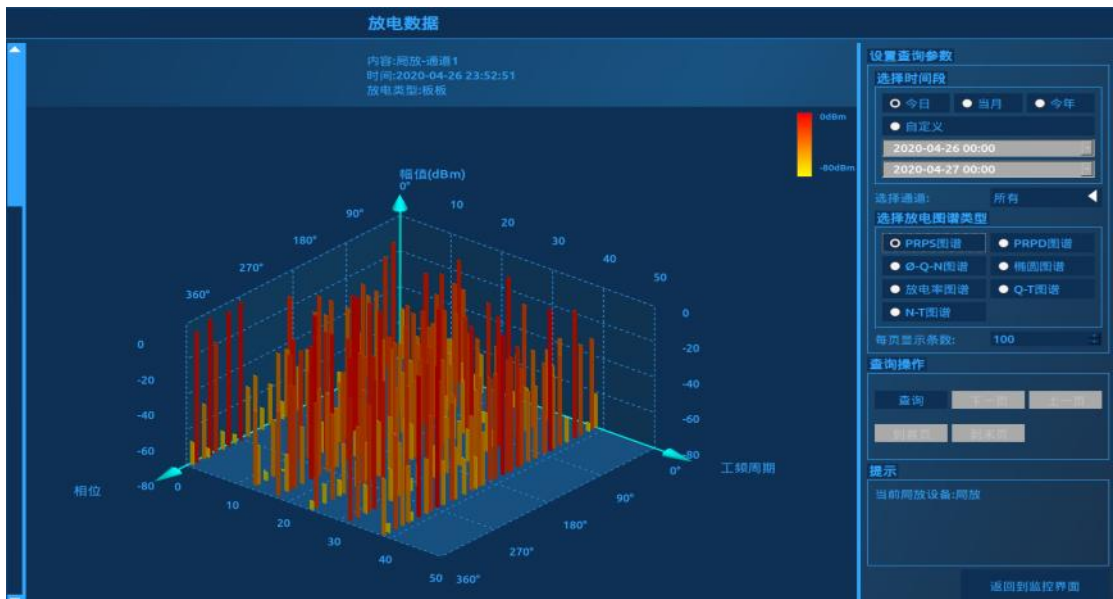 放电数据
内容:局放-通道1
时间:2020-04-26 23:52:51
放电类型:板板
0dBm
-80dBm
幅值(dBm)
0°
90°
180°
270°
360°
10
20
30
40
50
0
-20
-40
-60
-80
0
-20
-40
-60
-80
相位
0
10
20
30
40
50
360°
270°
180°
90°
0°
工频周期
设置查询参数
选择时间段
今日 当月 今年
自定义
2020-04-26 00:00
2020-04-27 00:00
选择通道: 所有
选择放电图谱类型
PRPS图谱 PRPD图谱
Ø-Q-N图谱 椭圆图谱
放电率图谱 Q-T图谱
N-T图谱
每页显示条数: 100
查询操作
查询 下一页 上一页
到首页 到末页
提示
当前局放设备:局放
返回到监控界面